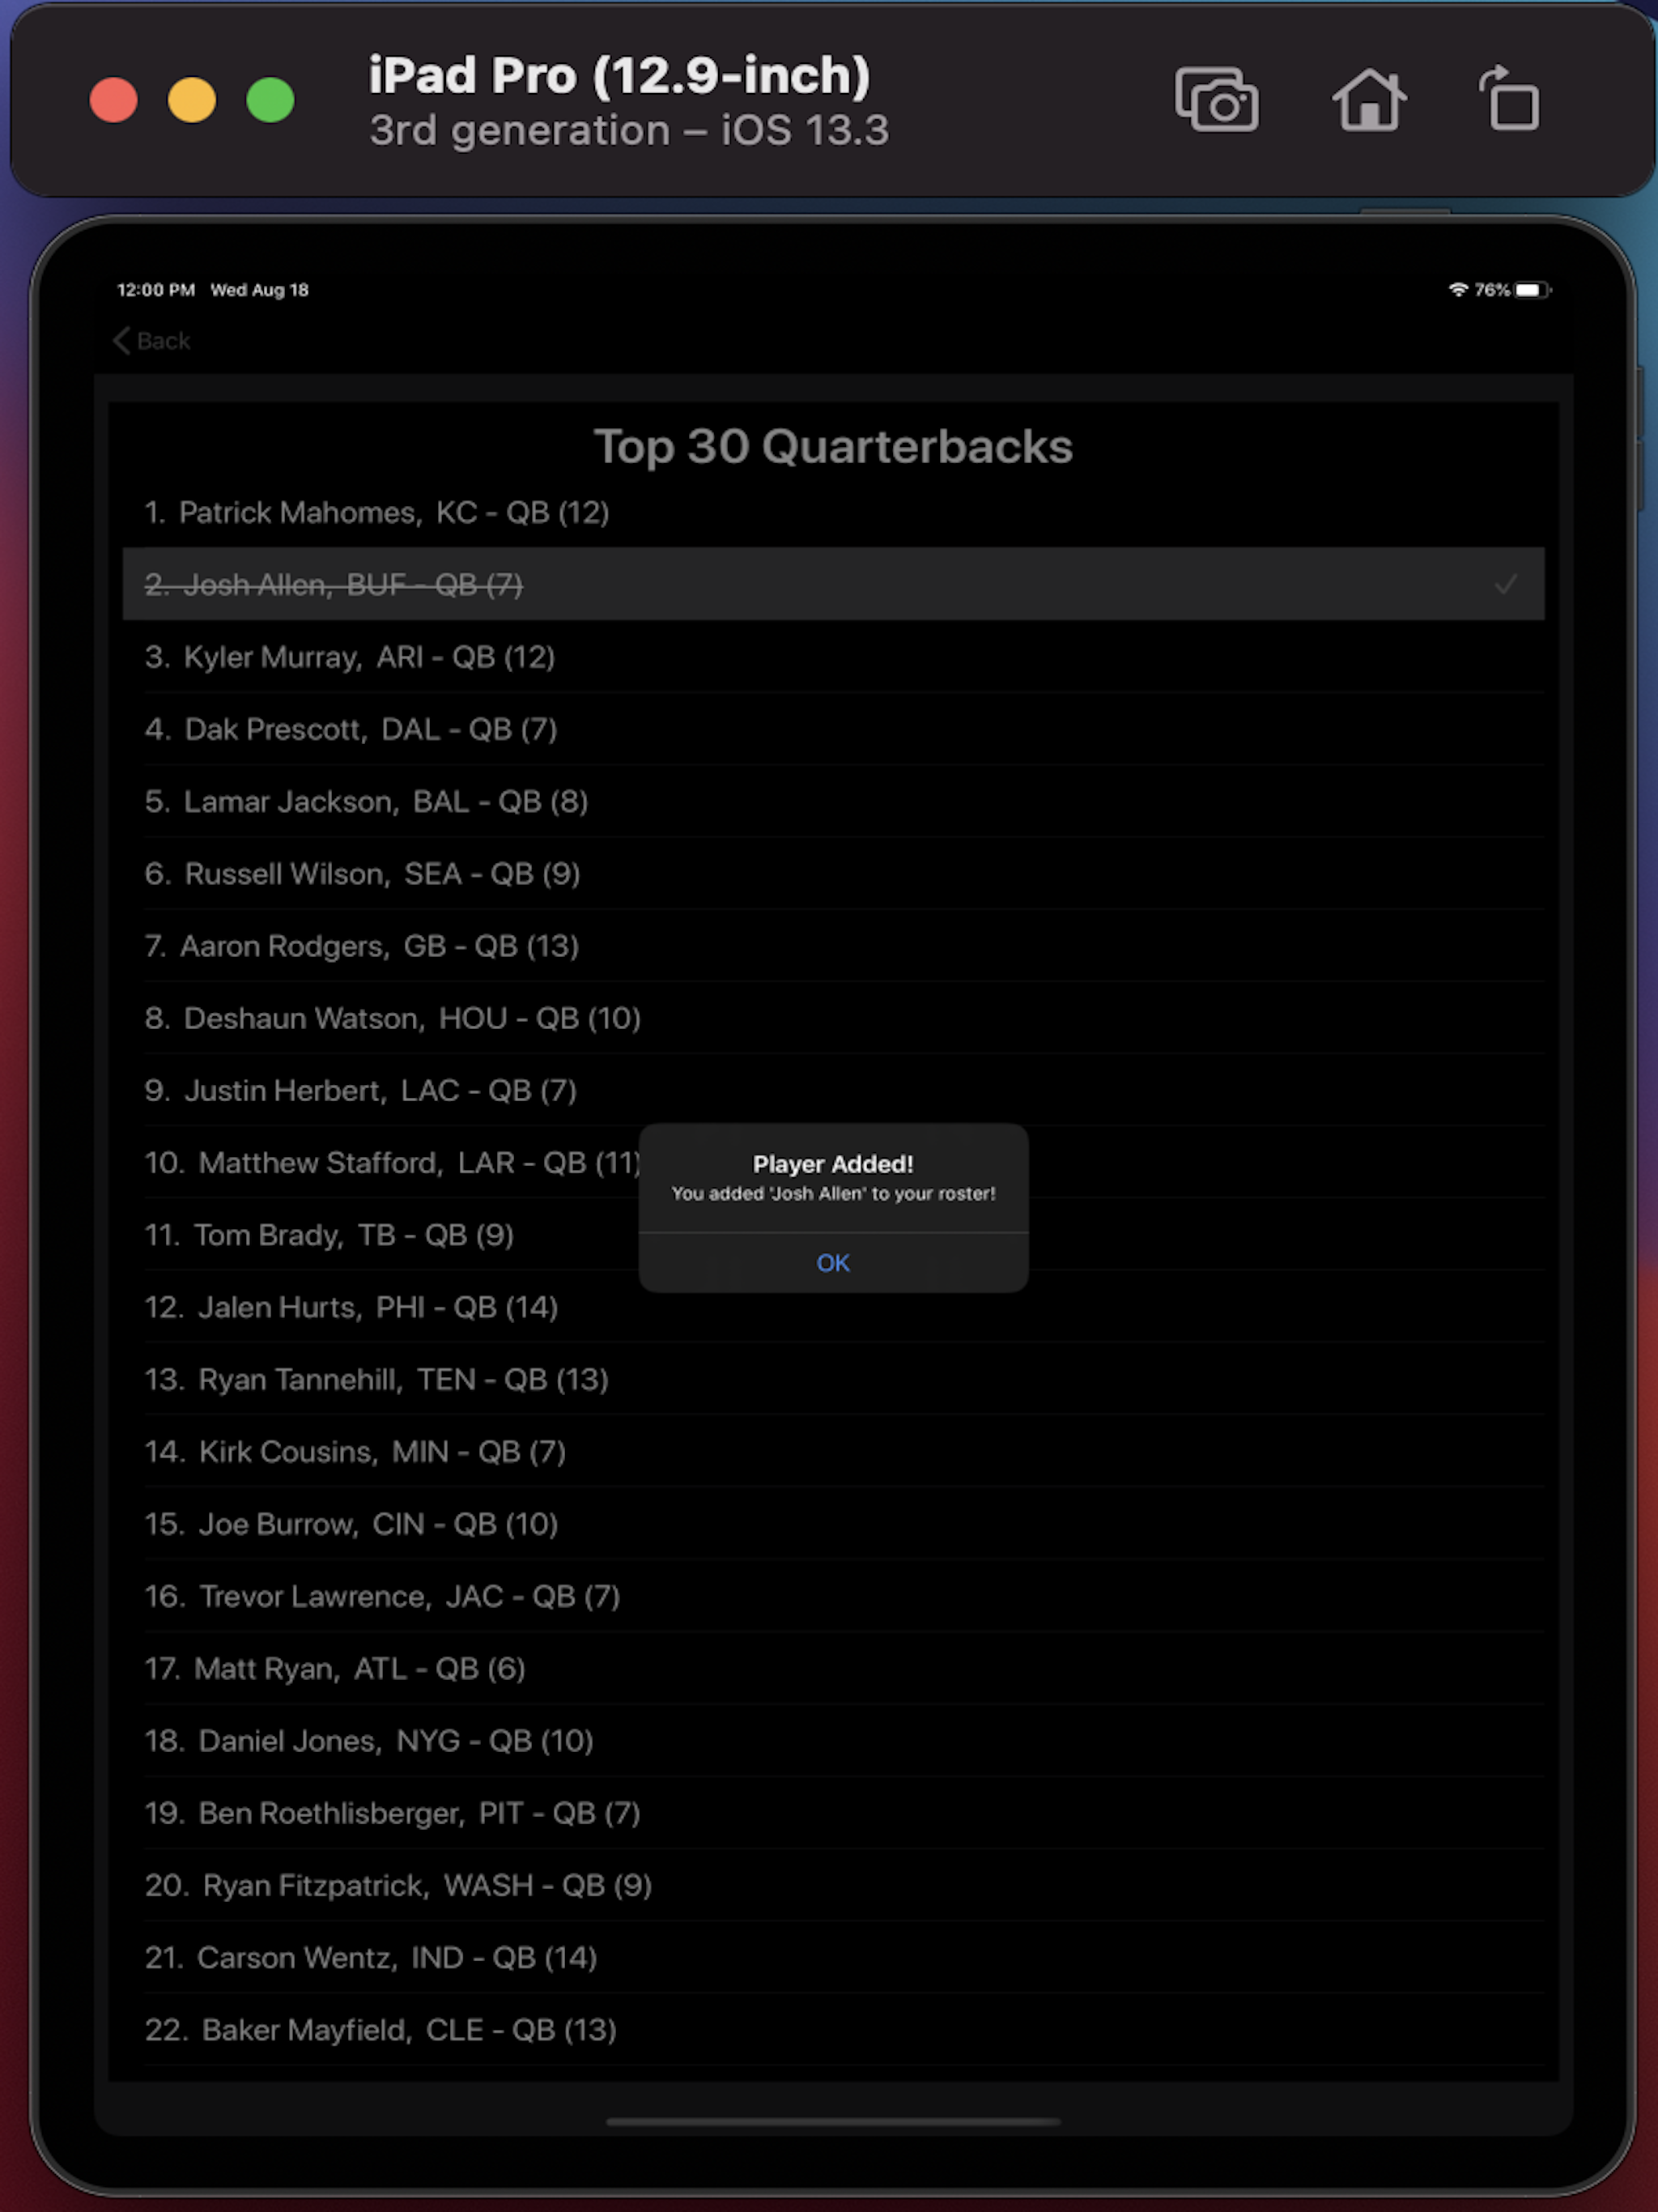 iPad Pro (12.9-inch)
3rd generation – iOS 13.3
12:00 PM Wed Aug 18
76%
Back
Top 30 Quarterbacks
1. Patrick Mahomes, KC - QB (12)
2. Josh Allen, BUF - QB (7)
3. Kyler Murray, ARI - QB (12)
4. Dak Prescott, DAL - QB (7)
5. Lamar Jackson, BAL - QB (8)
6. Russell Wilson, SEA - QB (9)
7. Aaron Rodgers, GB - QB (13)
8. Deshaun Watson, HOU - QB (10)
9. Justin Herbert, LAC - QB (7)
10. Matthew Stafford, LAR - QB (11)
11. Tom Brady, TB - QB (9)
12. Jalen Hurts, PHI - QB (14)
13. Ryan Tannehill, TEN - QB (13)
14. Kirk Cousins, MIN - QB (7)
15. Joe Burrow, CIN - QB (10)
16. Trevor Lawrence, JAC - QB (7)
17. Matt Ryan, ATL - QB (6)
18. Daniel Jones, NYG - QB (10)
19. Ben Roethlisberger, PIT - QB (7)
20. Ryan Fitzpatrick, WASH - QB (9)
21. Carson Wentz, IND - QB (14)
22. Baker Mayfield, CLE - QB (13)
Player Added!
You added 'Josh Allen' to your roster!
OK